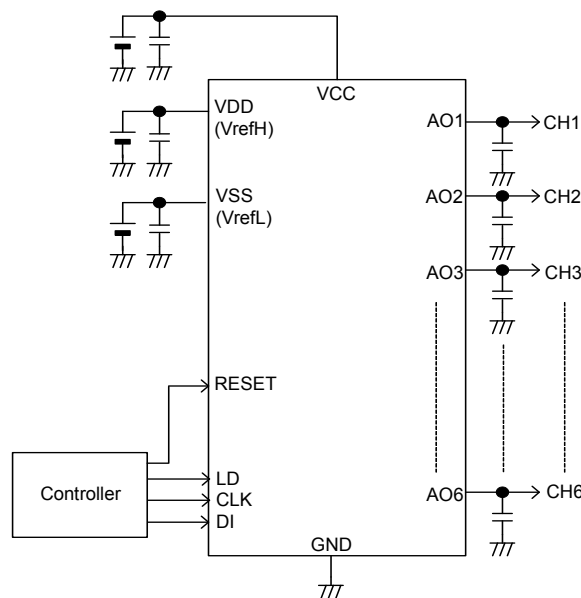 VCC
VDD
(VrefH)
AO1
CH1
VSS
(VrefL)
AO2
CH2
AO3
CH3
RESET
Controller
LD
CLK
DI
AO6
CH6
GND